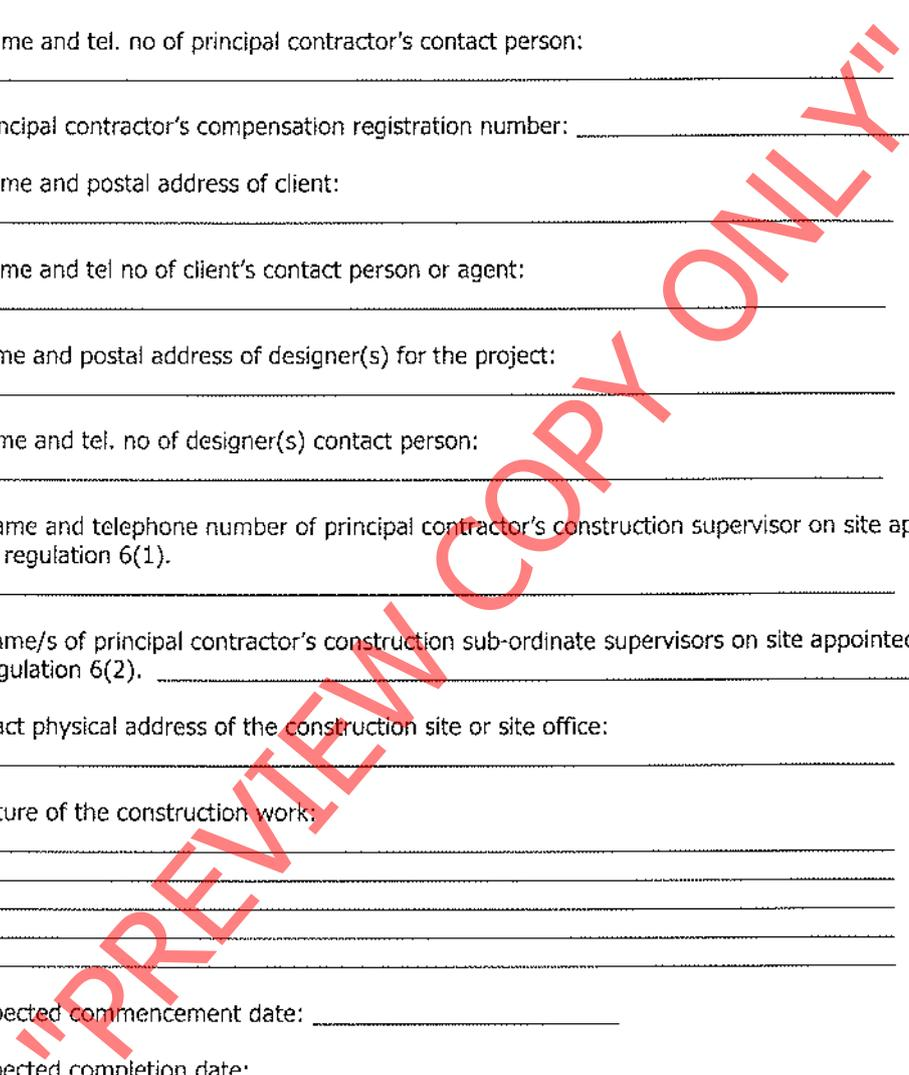 me and tel. no of principal contractor's contact person:
ncipal contractor's compensation registration number:
me and postal address of client:
me and tel no of client's contact person or agent:
me and postal address of designer(s) for the project:
me and tel. no of designer(s) contact person:
ame and telephone number of principal contractor's construction supervisor on site ap
regulation 6(1).
ame/s of principal contractor's construction sub-ordinate supervisors on site appointed
gulation 6(2).
act physical address of the construction site or site office:
ture of the construction work:
pected commencement date:
pected completion date:
"PREVIEW COPY ONLY"